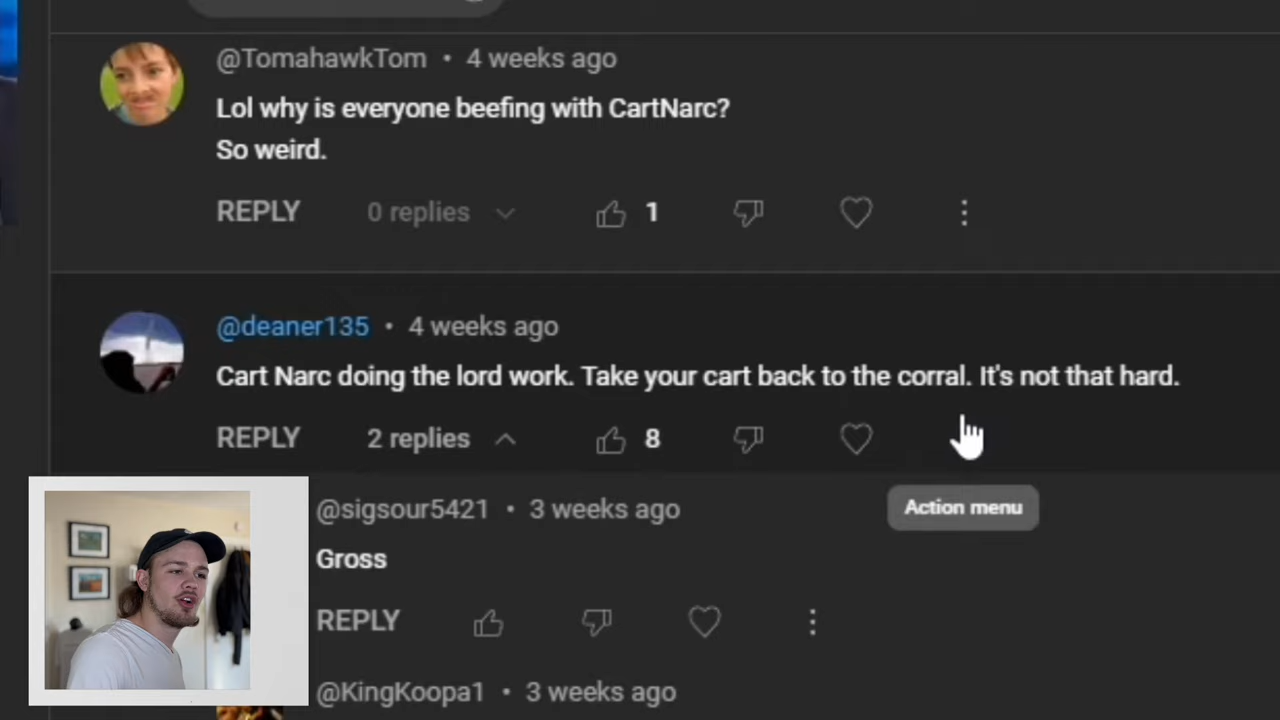 @TomahawkTom • 4 weeks ago
Lol why is everyone beefing with CartNarc?
So weird.
REPLY 0 replies 1
@deaner135 • 4 weeks ago
Cart Narc doing the lord work. Take your cart back to the corral. It's not that hard.
REPLY 2 replies 8
@sigsour5421 • 3 weeks ago
Action menu
Gross
REPLY
@KingKoopa1 • 3 weeks ago